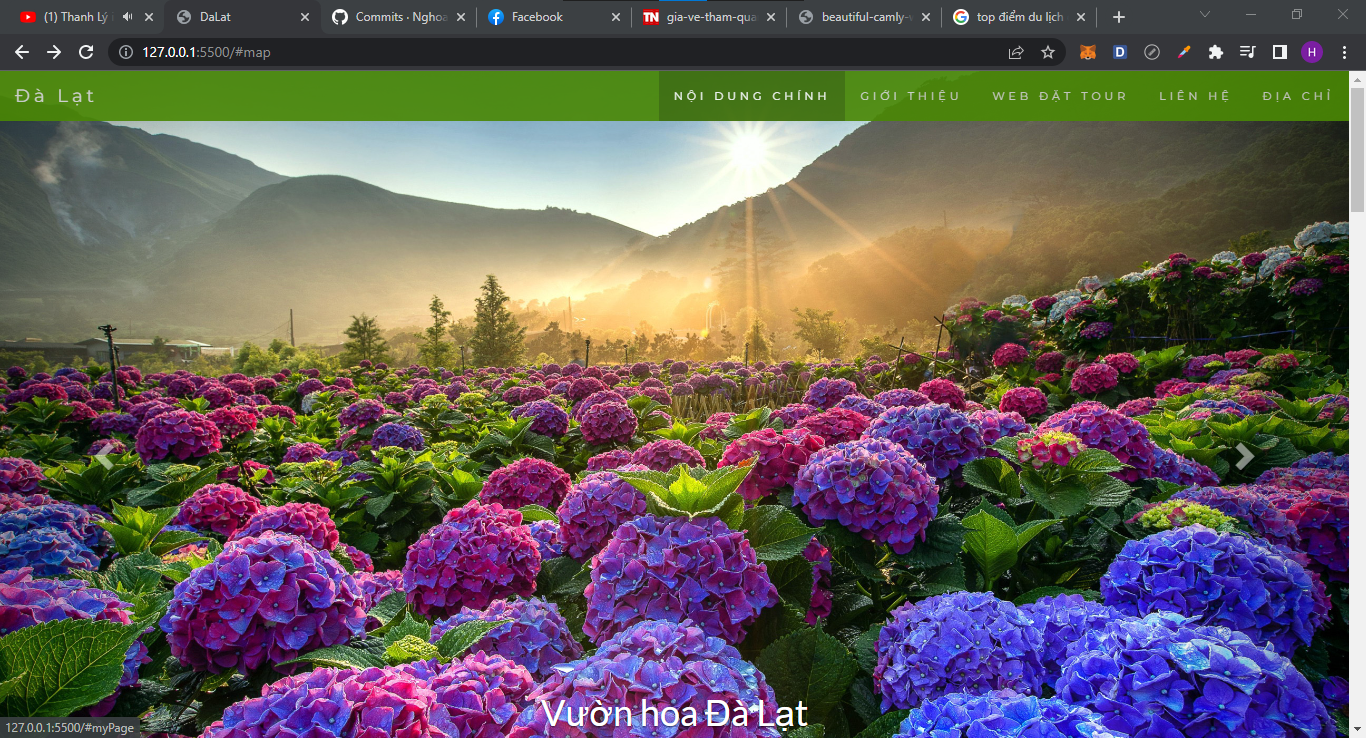 (1) Thanh Lý
DaLat
Commits · Nghoa
Facebook
TN
gia-ve-tham-qua
beautiful-camly-
top điểm du lịch
127.0.0.1:5500/#map
D
H
Đà Lạt
NỘI DUNG CHÍNH
GIỚI THIỆU
WEB ĐẶT TOUR
LIÊN HỆ
ĐỊA CHỈ
Vườn hoa Đà Lạt
127.0.0.1:5500/#myPage